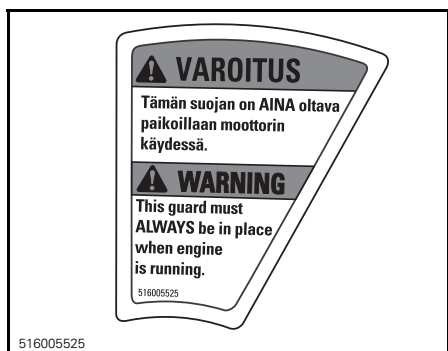 VAROITUS
Tämän suojan on AINA oltava
paikoillaan moottorin
käydessä.
WARNING
This guard must
ALWAYS be in place
when engine
is running.
516005525
516005525